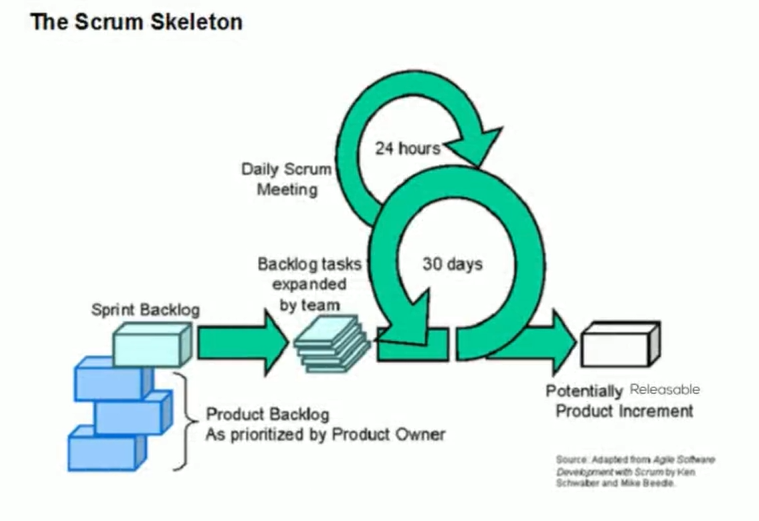 The Scrum Skeleton
24 hours
Daily Scrum
Meeting
Backlog tasks
expanded
by team
30 days
Sprint Backlog
Potentially Releasable
Product Increment
Product Backlog
As prioritized by Product Owner
Source: Adapted from Agile Software
Development with Scrum by Ken
Schwaber and Mike Beedle.